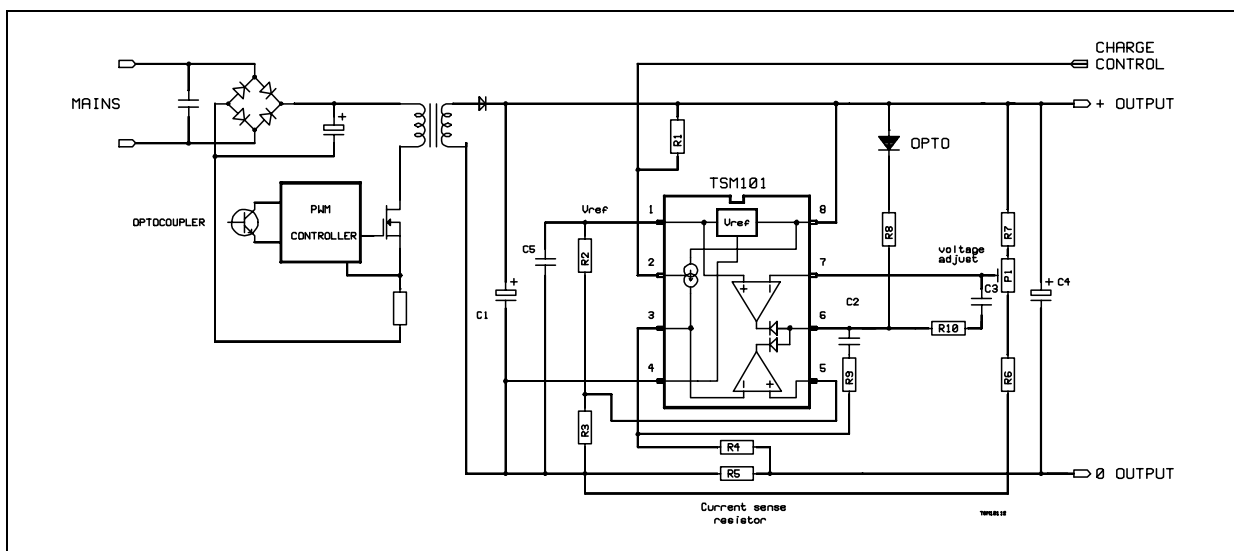 CHARGE
CONTROL
MAINS
+
+ OUTPUT
R1
OPTO
TSM101
OPTOCOUPLER
PWM
CONTROLLER
Vref
1
Vref
8
R8
R7
C5
R2
voltage
adjust
2
7
P1
+
C1
+
-
C3
+
C4
3
C2
6
R10
4
-
+
5
R9
R6
R3
R4
R5
0 OUTPUT
Current sense
resistor